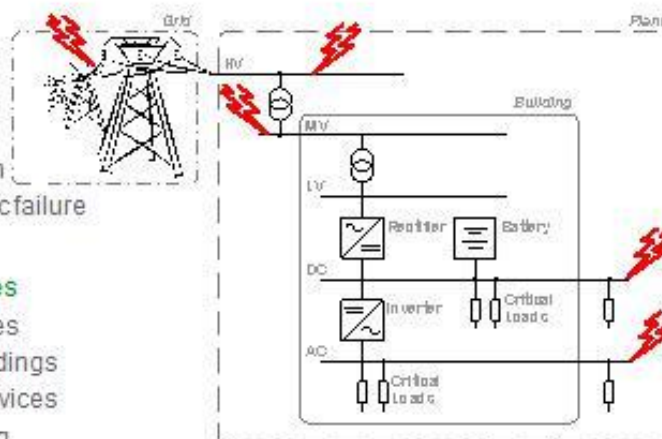 Grid
Plant
HV
Building
MV
c failure
LV
Rectifier
Battery
DC
es
Critical
Loads
Inverter
es
dings
AC
vices
Critical
Loads